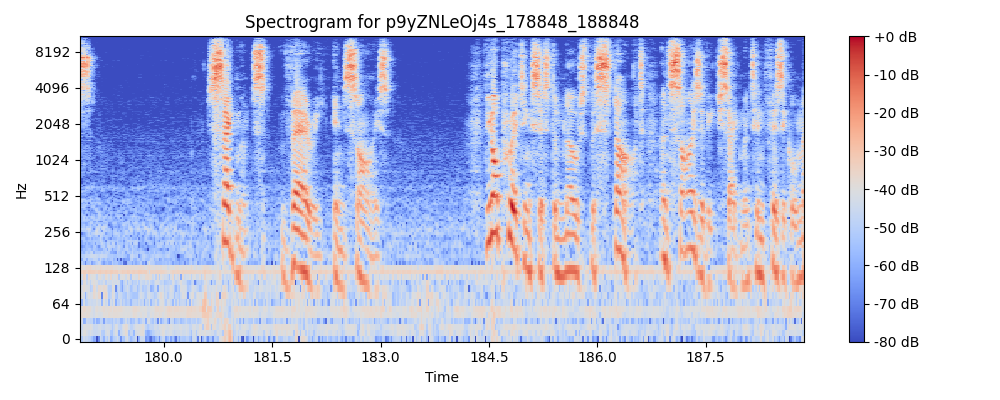 Spectrogram for p9yZNLeOj4s_178848_188848
Hz
8192
4096
2048
1024
512
256
128
64
0
180.0 181.5 183.0 184.5 186.0 187.5
Time
+0 dB
-10 dB
-20 dB
-30 dB
-40 dB
-50 dB
-60 dB
-70 dB
-80 dB